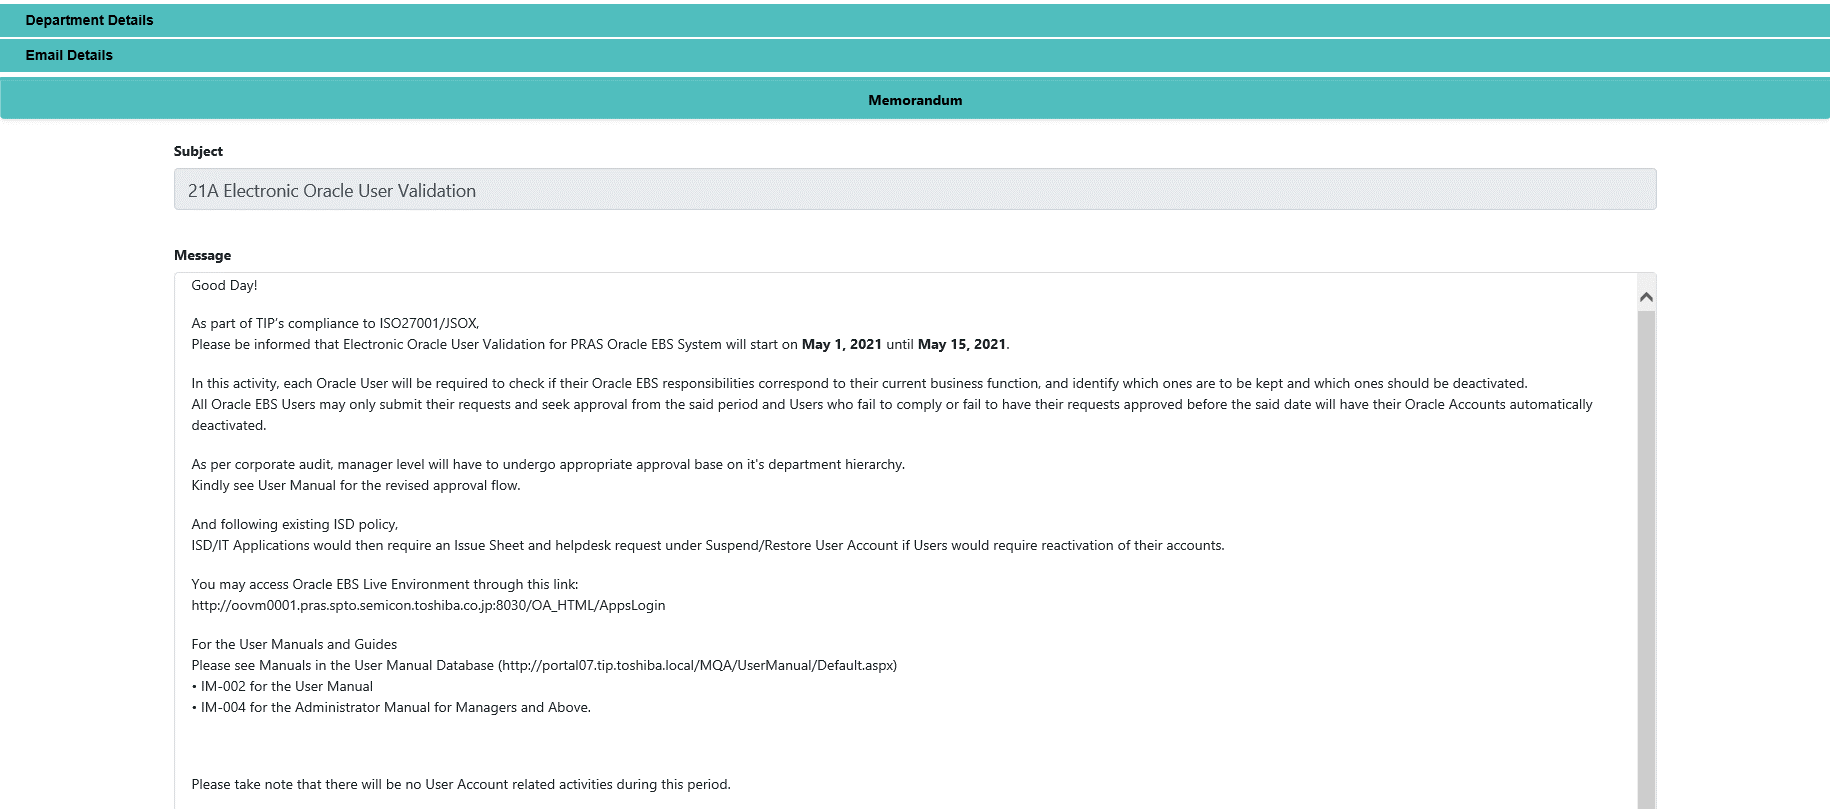 Department Details
Email Details
Memorandum
Subject
21A Electronic Oracle User Validation
Message
Good Day!
As part of TIP's compliance to ISO27001/JSOX,
Please be informed that Electronic Oracle User Validation for PRAS Oracle EBS System will start on May 1, 2021 until May 15, 2021.
In this activity, each Oracle User will be required to check if their Oracle EBS responsibilities correspond to their current business function, and identify which ones are to be kept and which ones should be deactivated.
All Oracle EBS Users may only submit their requests and seek approval from the said period and Users who fail to comply or fail to have their requests approved before the said date will have their Oracle Accounts automatically
deactivated.
As per corporate audit, manager level will have to undergo appropriate approval base on it's department hierarchy.
Kindly see User Manual for the revised approval flow.
And following existing ISD policy,
ISD/IT Applications would then require an Issue Sheet and helpdesk request under Suspend/Restore User Account if Users would require reactivation of their accounts.
You may access Oracle EBS Live Environment through this link:
http://oovm0001.pras.spto.semicon.toshiba.co.jp:8030/OA_HTML/AppsLogin
For the User Manuals and Guides
Please see Manuals in the User Manual Database (http://portal07.tip.toshiba.local/MQA/UserManual/Default.aspx)
• IM-002 for the User Manual
• IM-004 for the Administrator Manual for Managers and Above.
Please take note that there will be no User Account related activities during this period.